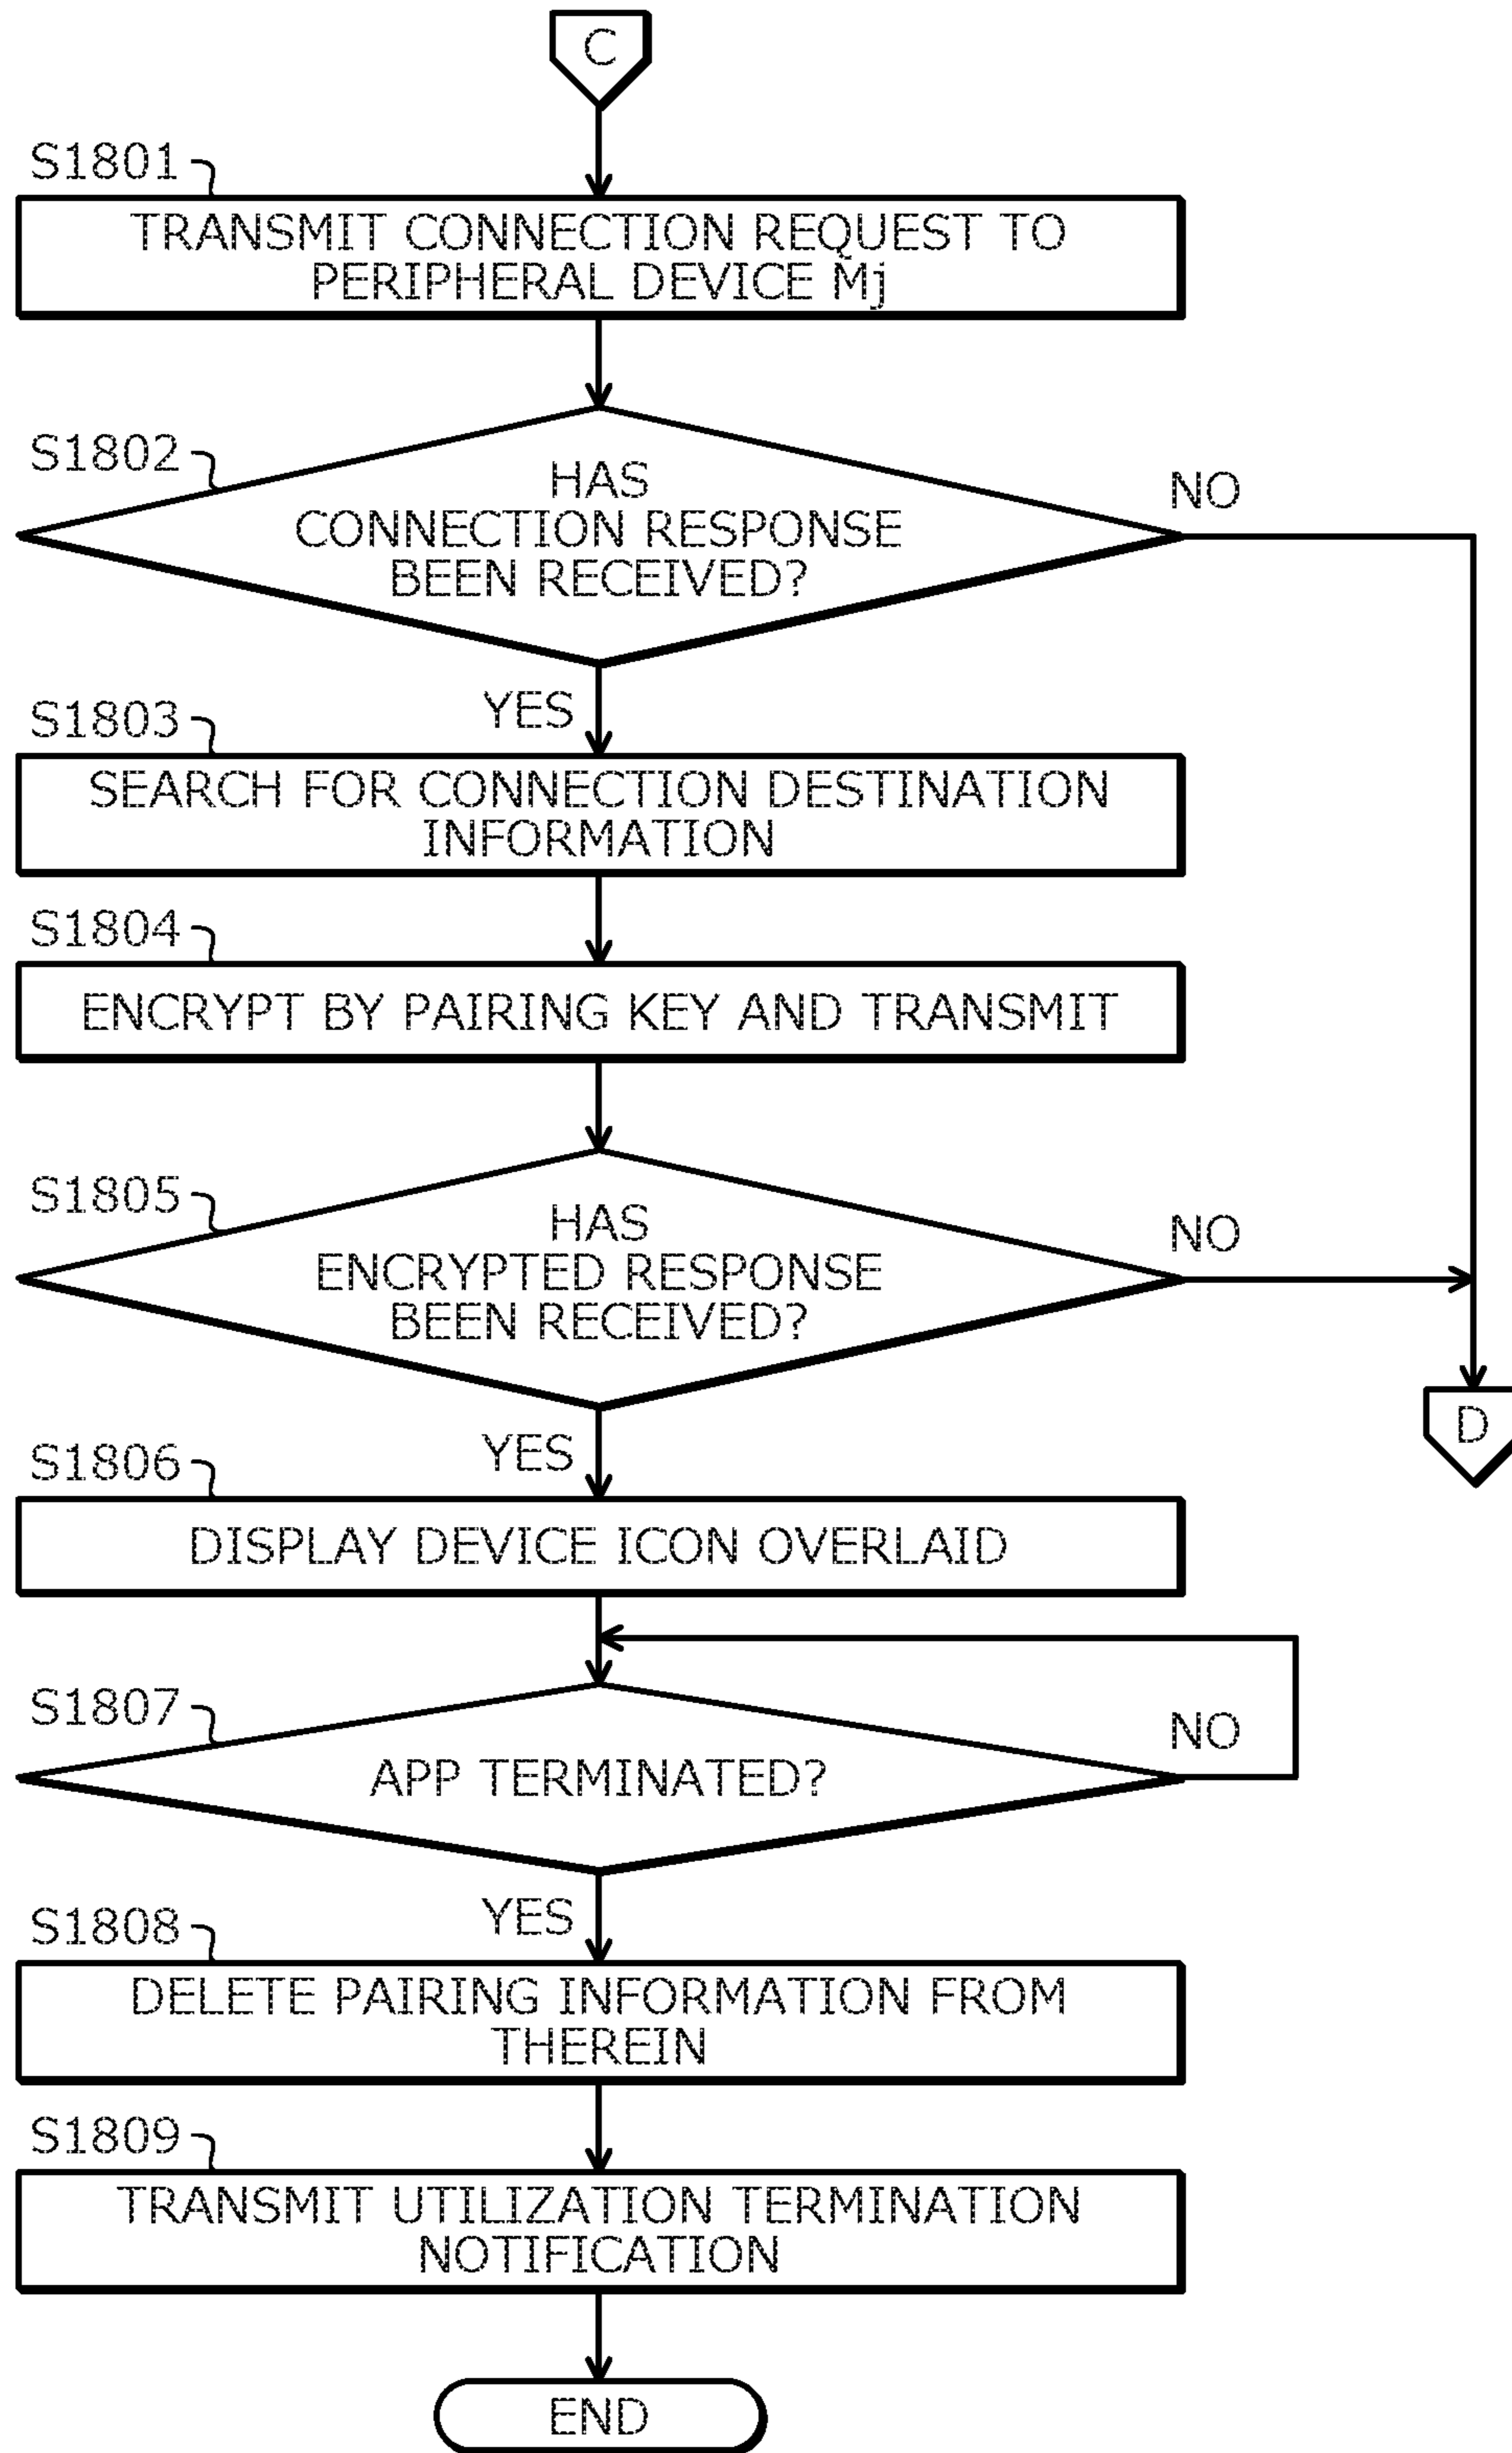 C
S1801
TRANSMIT CONNECTION REQUEST TO
PERIPHERAL DEVICE Mj
S1802
HAS
CONNECTION RESPONSE
BEEN RECEIVED?
NO
YES
S1803
SEARCH FOR CONNECTION DESTINATION
INFORMATION
S1804
ENCRYPT BY PAIRING KEY AND TRANSMIT
S1805
HAS
ENCRYPTED RESPONSE
BEEN RECEIVED?
NO
D
YES
S1806
DISPLAY DEVICE ICON OVERLAID
S1807
APP TERMINATED?
NO
YES
S1808
DELETE PAIRING INFORMATION FROM
THEREIN
S1809
TRANSMIT UTILIZATION TERMINATION
NOTIFICATION
END